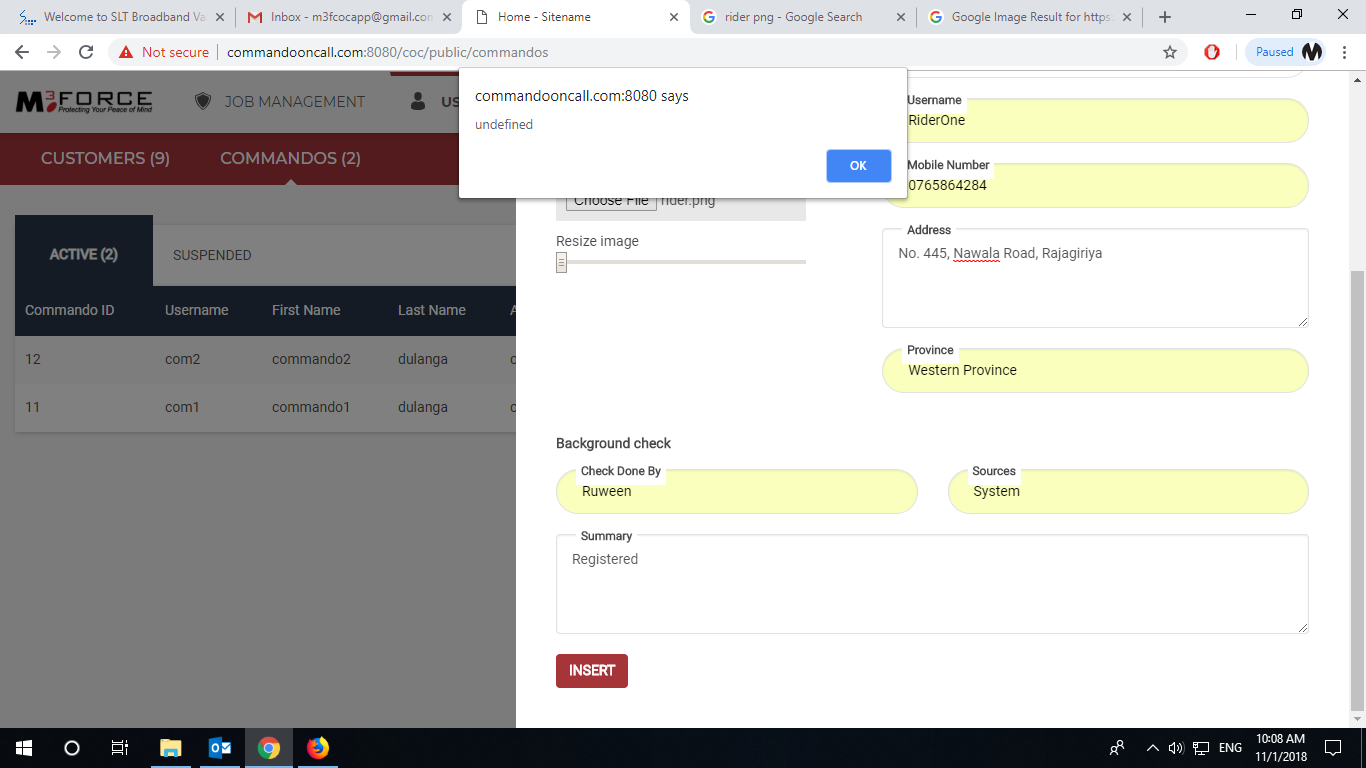 Welcome to SLT Broadband Va
Inbox - m3fcocapp@gmail.con
Home - Sitename
rider png - Google Search
Google Image Result for https:
Not secure
commandooncall.com:8080/coc/public/commandos
Paused
M3FORCE
Protecting Your Peace of Mind
JOB MANAGEMENT
US
commandooncall.com:8080 says
undefined
OK
CUSTOMERS (9)
COMMANDOS (2)
Username
RiderOne
Mobile Number
0765864284
Choose File
rider.png
Resize image
Address
No. 445, Nawala Road, Rajagiriya
ACTIVE (2)
SUSPENDED
Commando ID Username First Name Last Name A
12 com2 commando2 dulanga c
11 com1 commando1 dulanga c
Province
Western Province
Background check
Check Done By
Ruween
Sources
System
Summary
Registered
INSERT
ENG
10:08 AM
11/1/2018